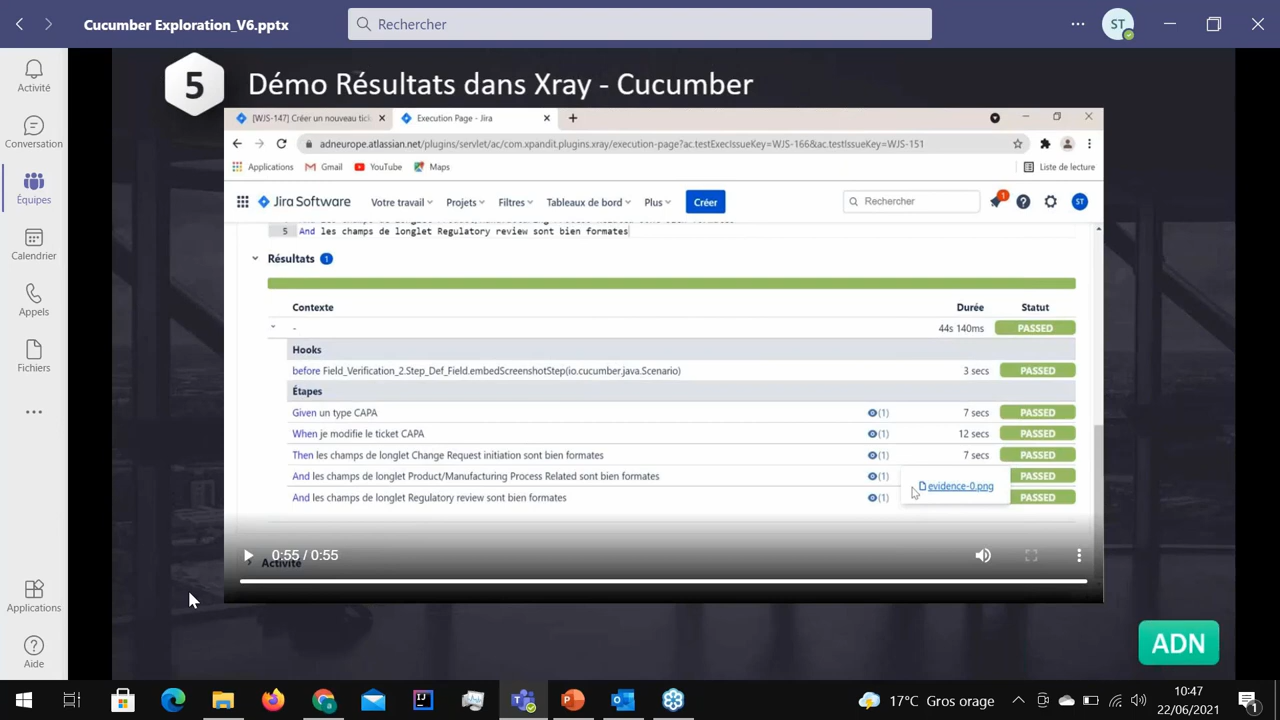 Cucumber Exploration_V6.pptx
Rechercher
ST
Activité
Conversation
Équipes
Calendrier
Appels
Fichiers
Applications
Aide
5
Démo Résultats dans Xray - Cucumber
[WJS-147] Créer un nouveau tick
Execution Page - Jira
adneurope.atlassian.net/plugins/servlet/ac/com.xpandit.plugins.xray/execution-page?ac.testExecIssueKey=WJS-166&ac.testIssueKey=WJS-151
Applications
Gmail
YouTube
Maps
Liste de lecture
Jira Software
Votre travail
Projets
Filtres
Tableaux de bord
Plus
Créer
Rechercher
1
ST
5 And les champs de longlet Regulatory review sont bien formates
Résultats 1
Contexte Durée Statut
- 44s 140ms PASSED
Hooks
before Field_Verification_2.Step_Def_Field.embedScreenshotStep(io.cucumber.java.Scenario) 3 secs PASSED
Étapes
Given un type CAPA (1) 7 secs PASSED
When je modifie le ticket CAPA (1) 12 secs PASSED
Then les champs de longlet Change Request initiation sont bien formates (1) 7 secs PASSED
And les champs de longlet Product/Manufacturing Process Related sont bien formates (1) PASSED
evidence-0.png
And les champs de longlet Regulatory review sont bien formates (1) PASSED
0:55 / 0:55
Activité
ADN
17°C Gros orage
10:47
22/06/2021
1